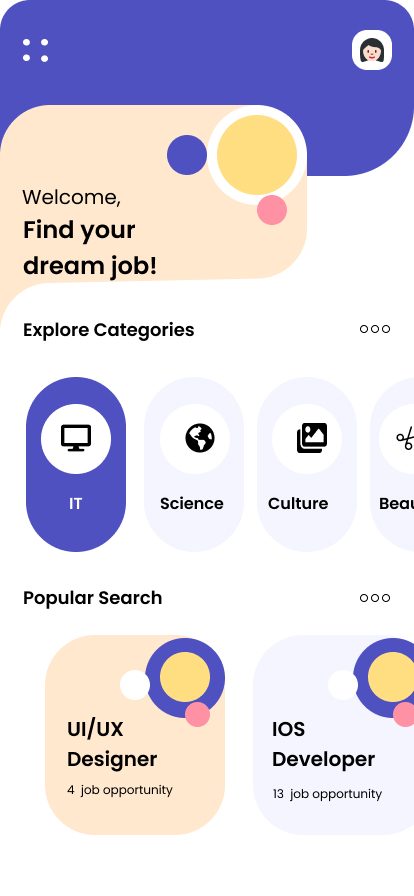 Welcome,
Find your
dream job!
Explore Categories
IT
Science
Culture
Beau
Popular Search
UI/UX
Designer
4 job opportunity
IOS
Developer
13 job opportunity